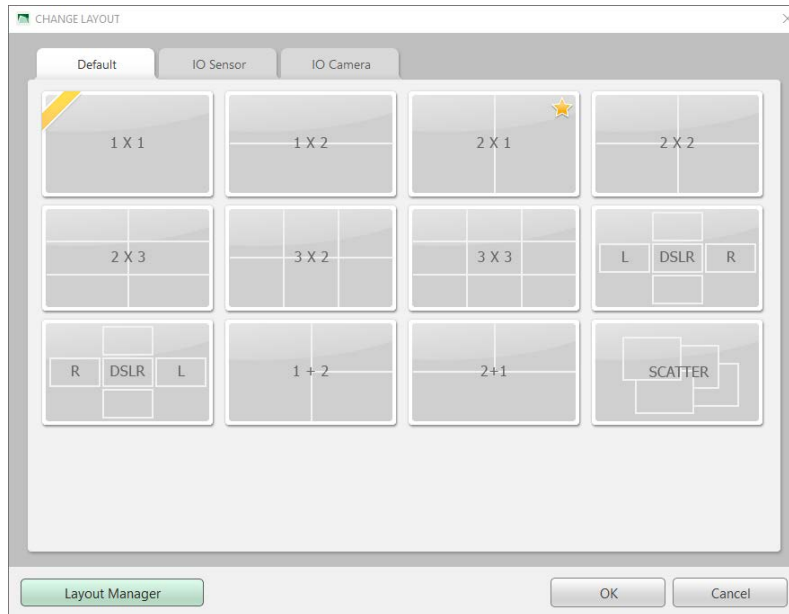 CHANGE LAYOUT
Default IO Sensor IO Camera
1 X 1 1 X 2 2 X 1 2 X 2
2 X 3 3 X 2 3 X 3 L DSLR R
R DSLR L 1 + 2 2+1 SCATTER
Layout Manager OK Cancel